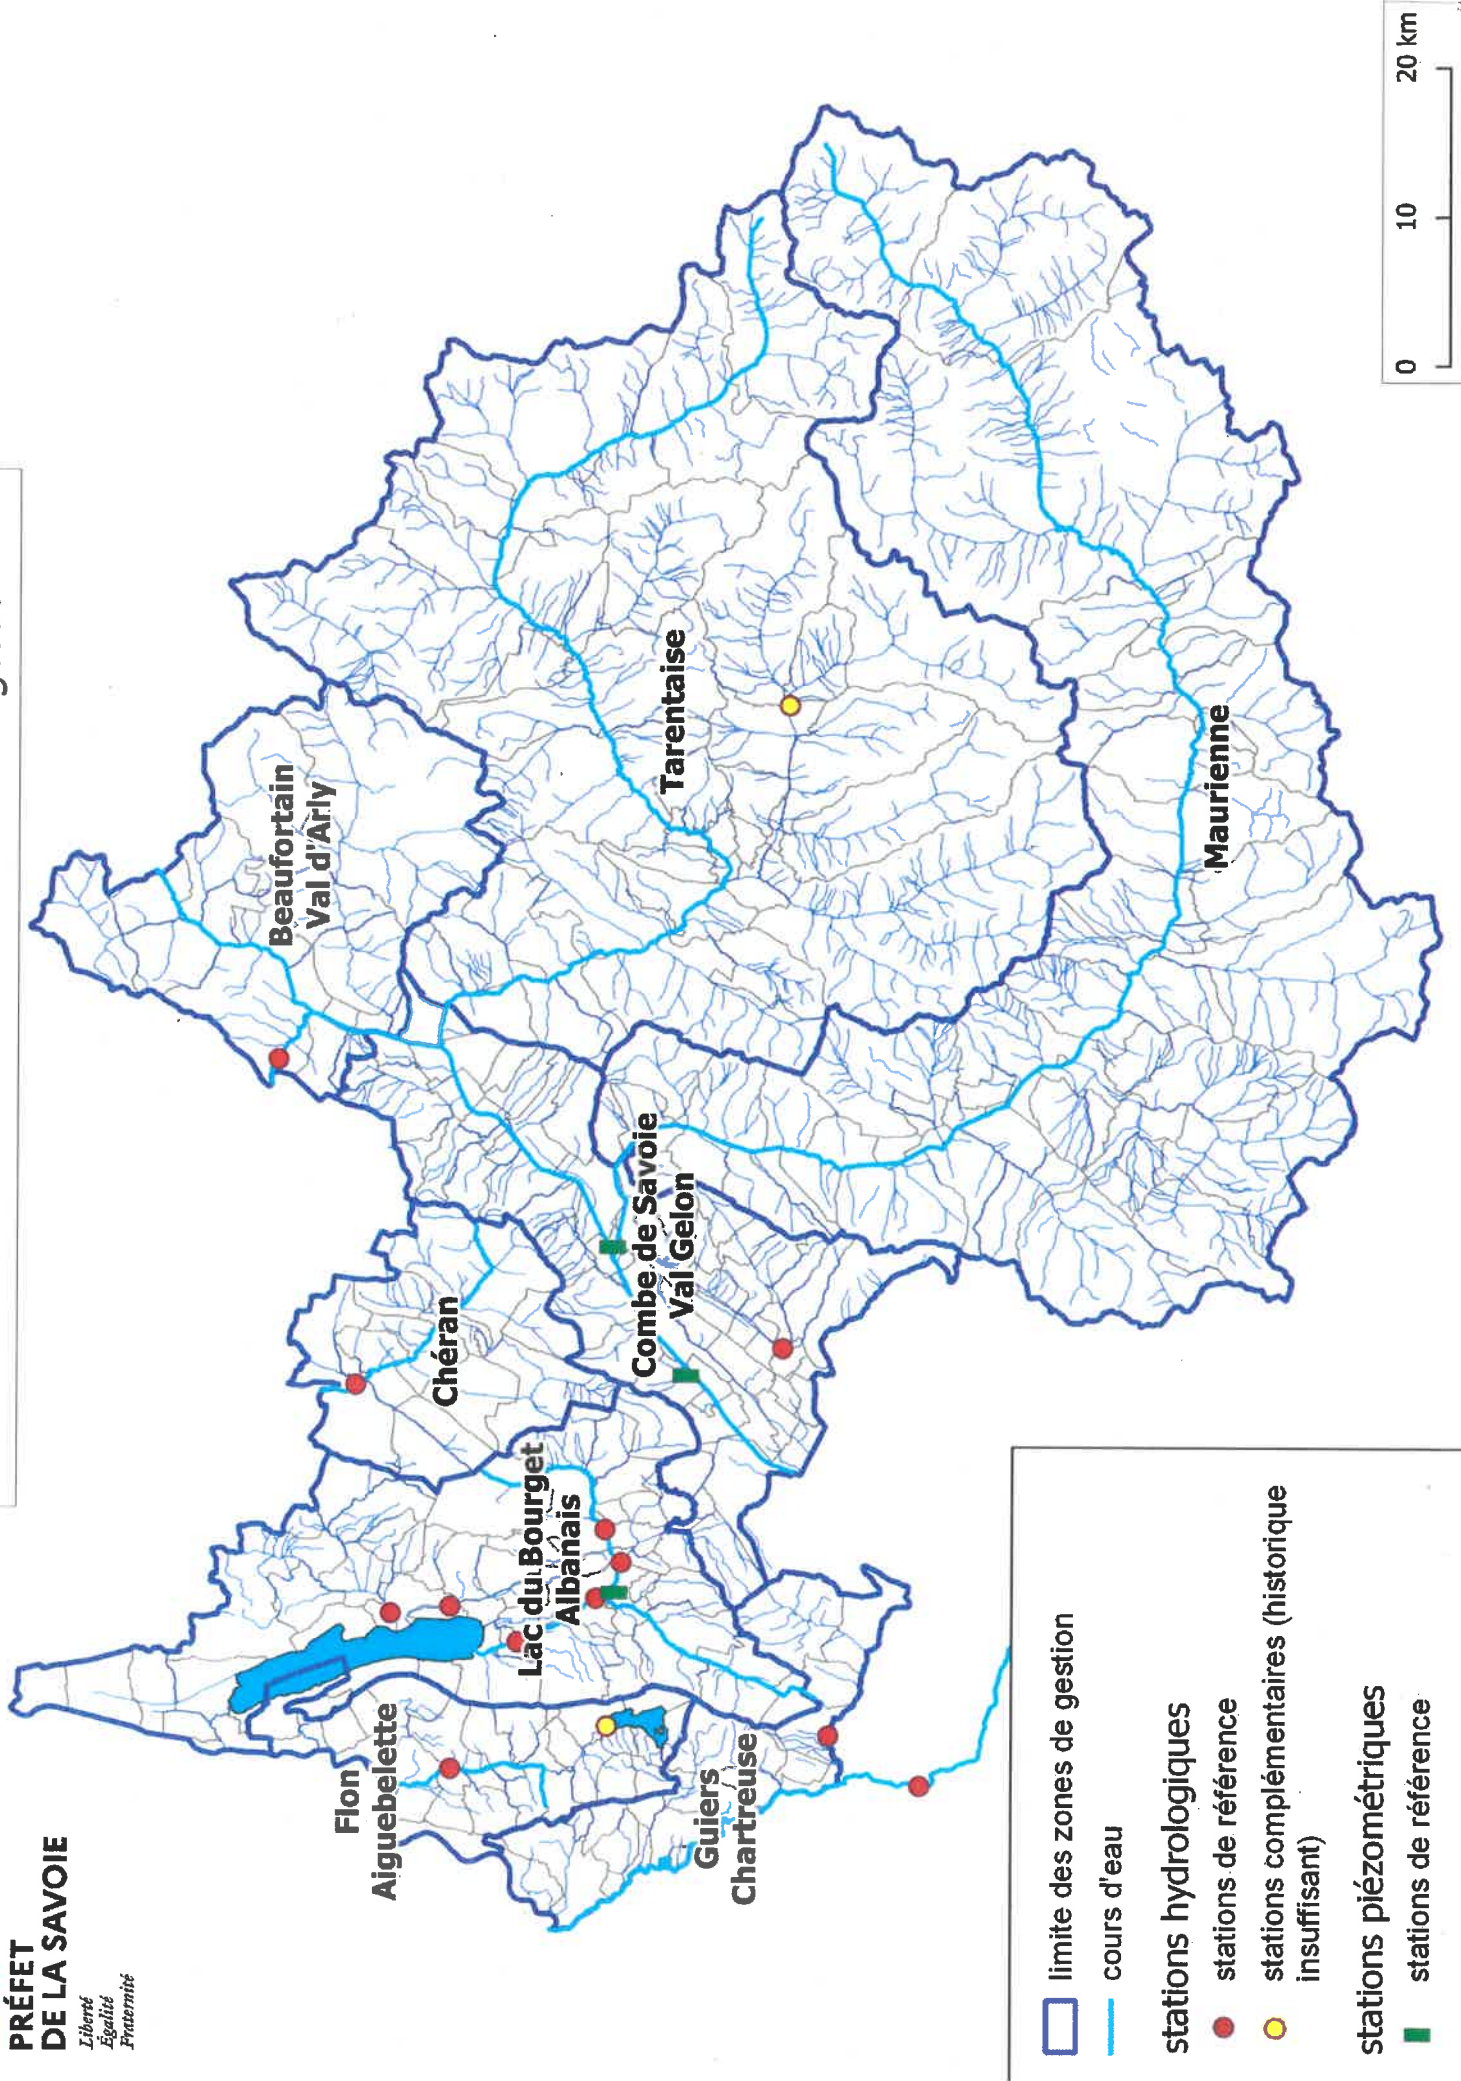 PRÉFET
DE LA SAVOIE
Liberté
Égalité
Fraternité
Beaufortain
Val d'Arly
Flon
Aiguebelette
Chéran
Lac du Bourget
Albanais
Combe de Savoie
Val Gelon
Tarentaise
Guiers
Chartreuse
Maurienne
limite des zones de gestion
cours d'eau
stations hydrologiques
stations de référence
stations complémentaires (historique
insuffisant)
stations piézométriques
stations de référence
0 10 20 km